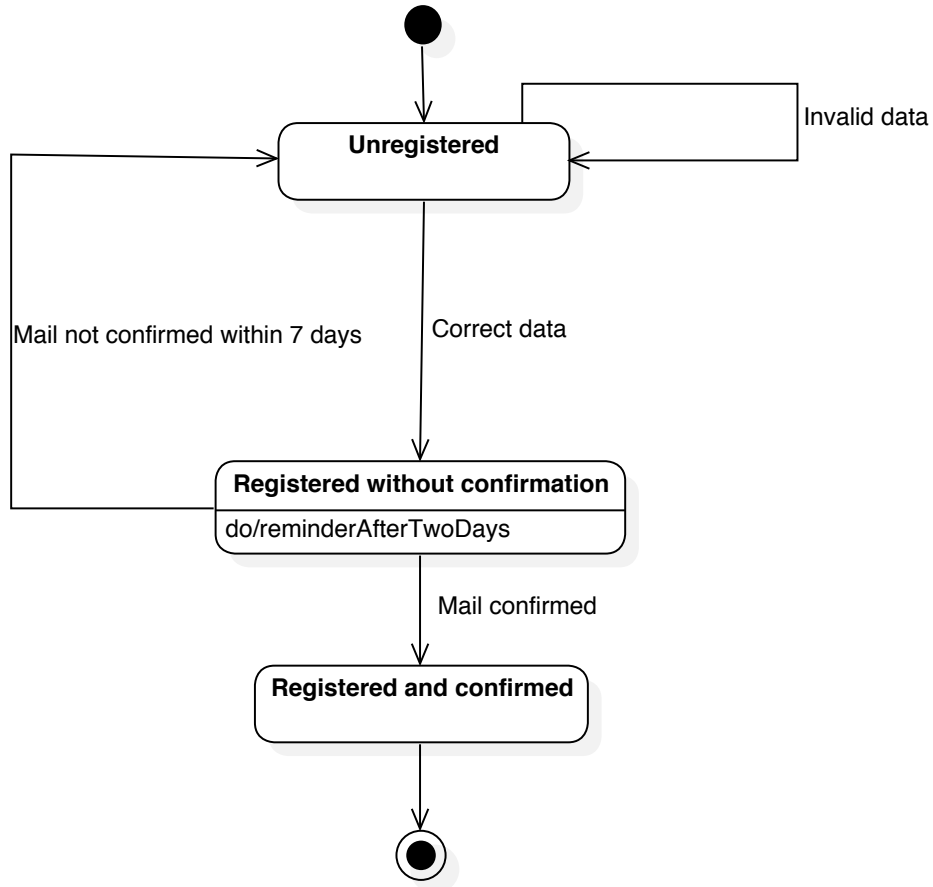 Unregistered
Invalid data
Mail not confirmed within 7 days
Correct data
Registered without confirmation
do/reminderAfterTwoDays
Mail confirmed
Registered and confirmed